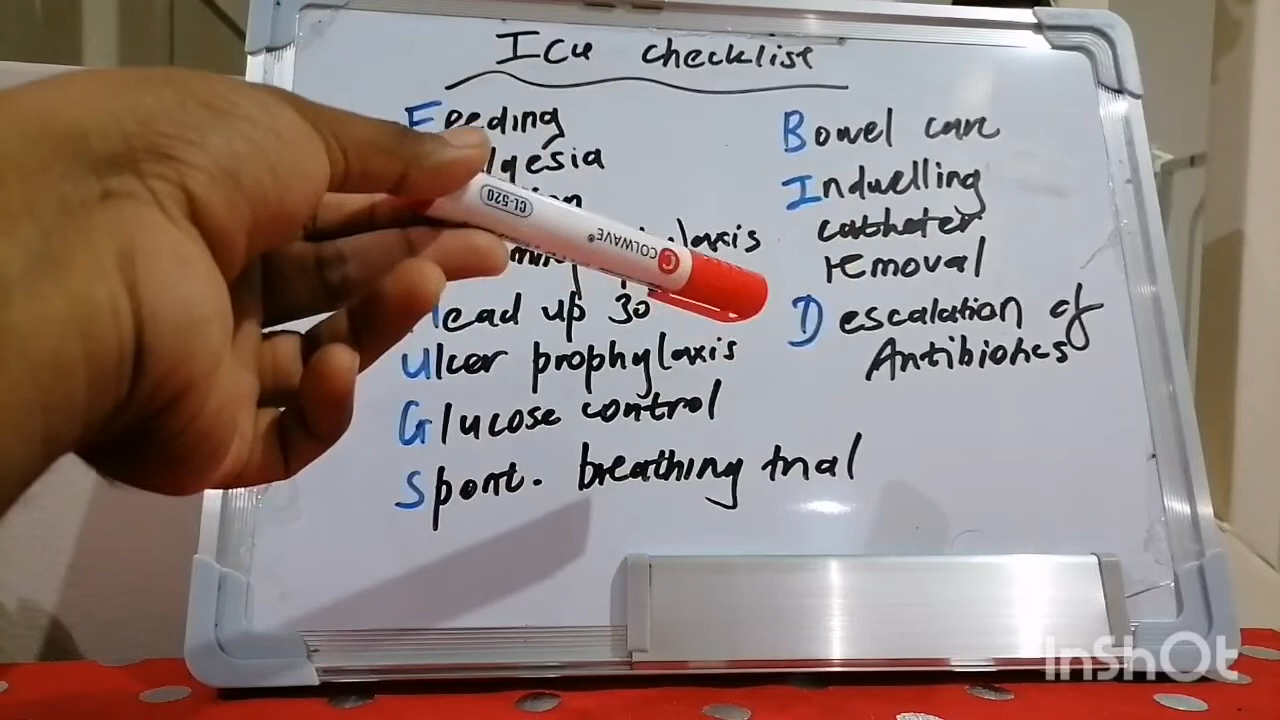 ICU checklist
Feeding
lgesia
laxis
Head up 30°
Ulcer prophylaxis
Glucose control
Spont. breathing trial
Bowel care
Indwelling
catheter
removal
Descalation of
Antibiotics
CL-520
COLWAVE®
InShOt